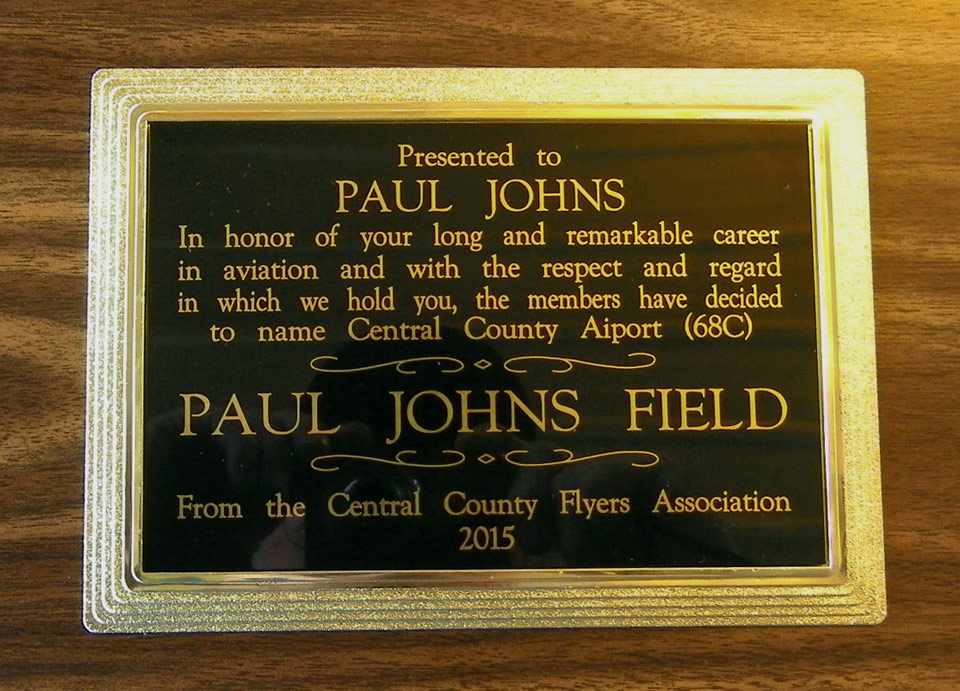 Presented to
PAUL JOHNS
In honor of your long and remarkable career
in aviation and with the respect and regard
in which we hold you, the members have decided
to name Central County Aiport (68C)
PAUL JOHNS FIELD
From the Central County Flyers Association
2015